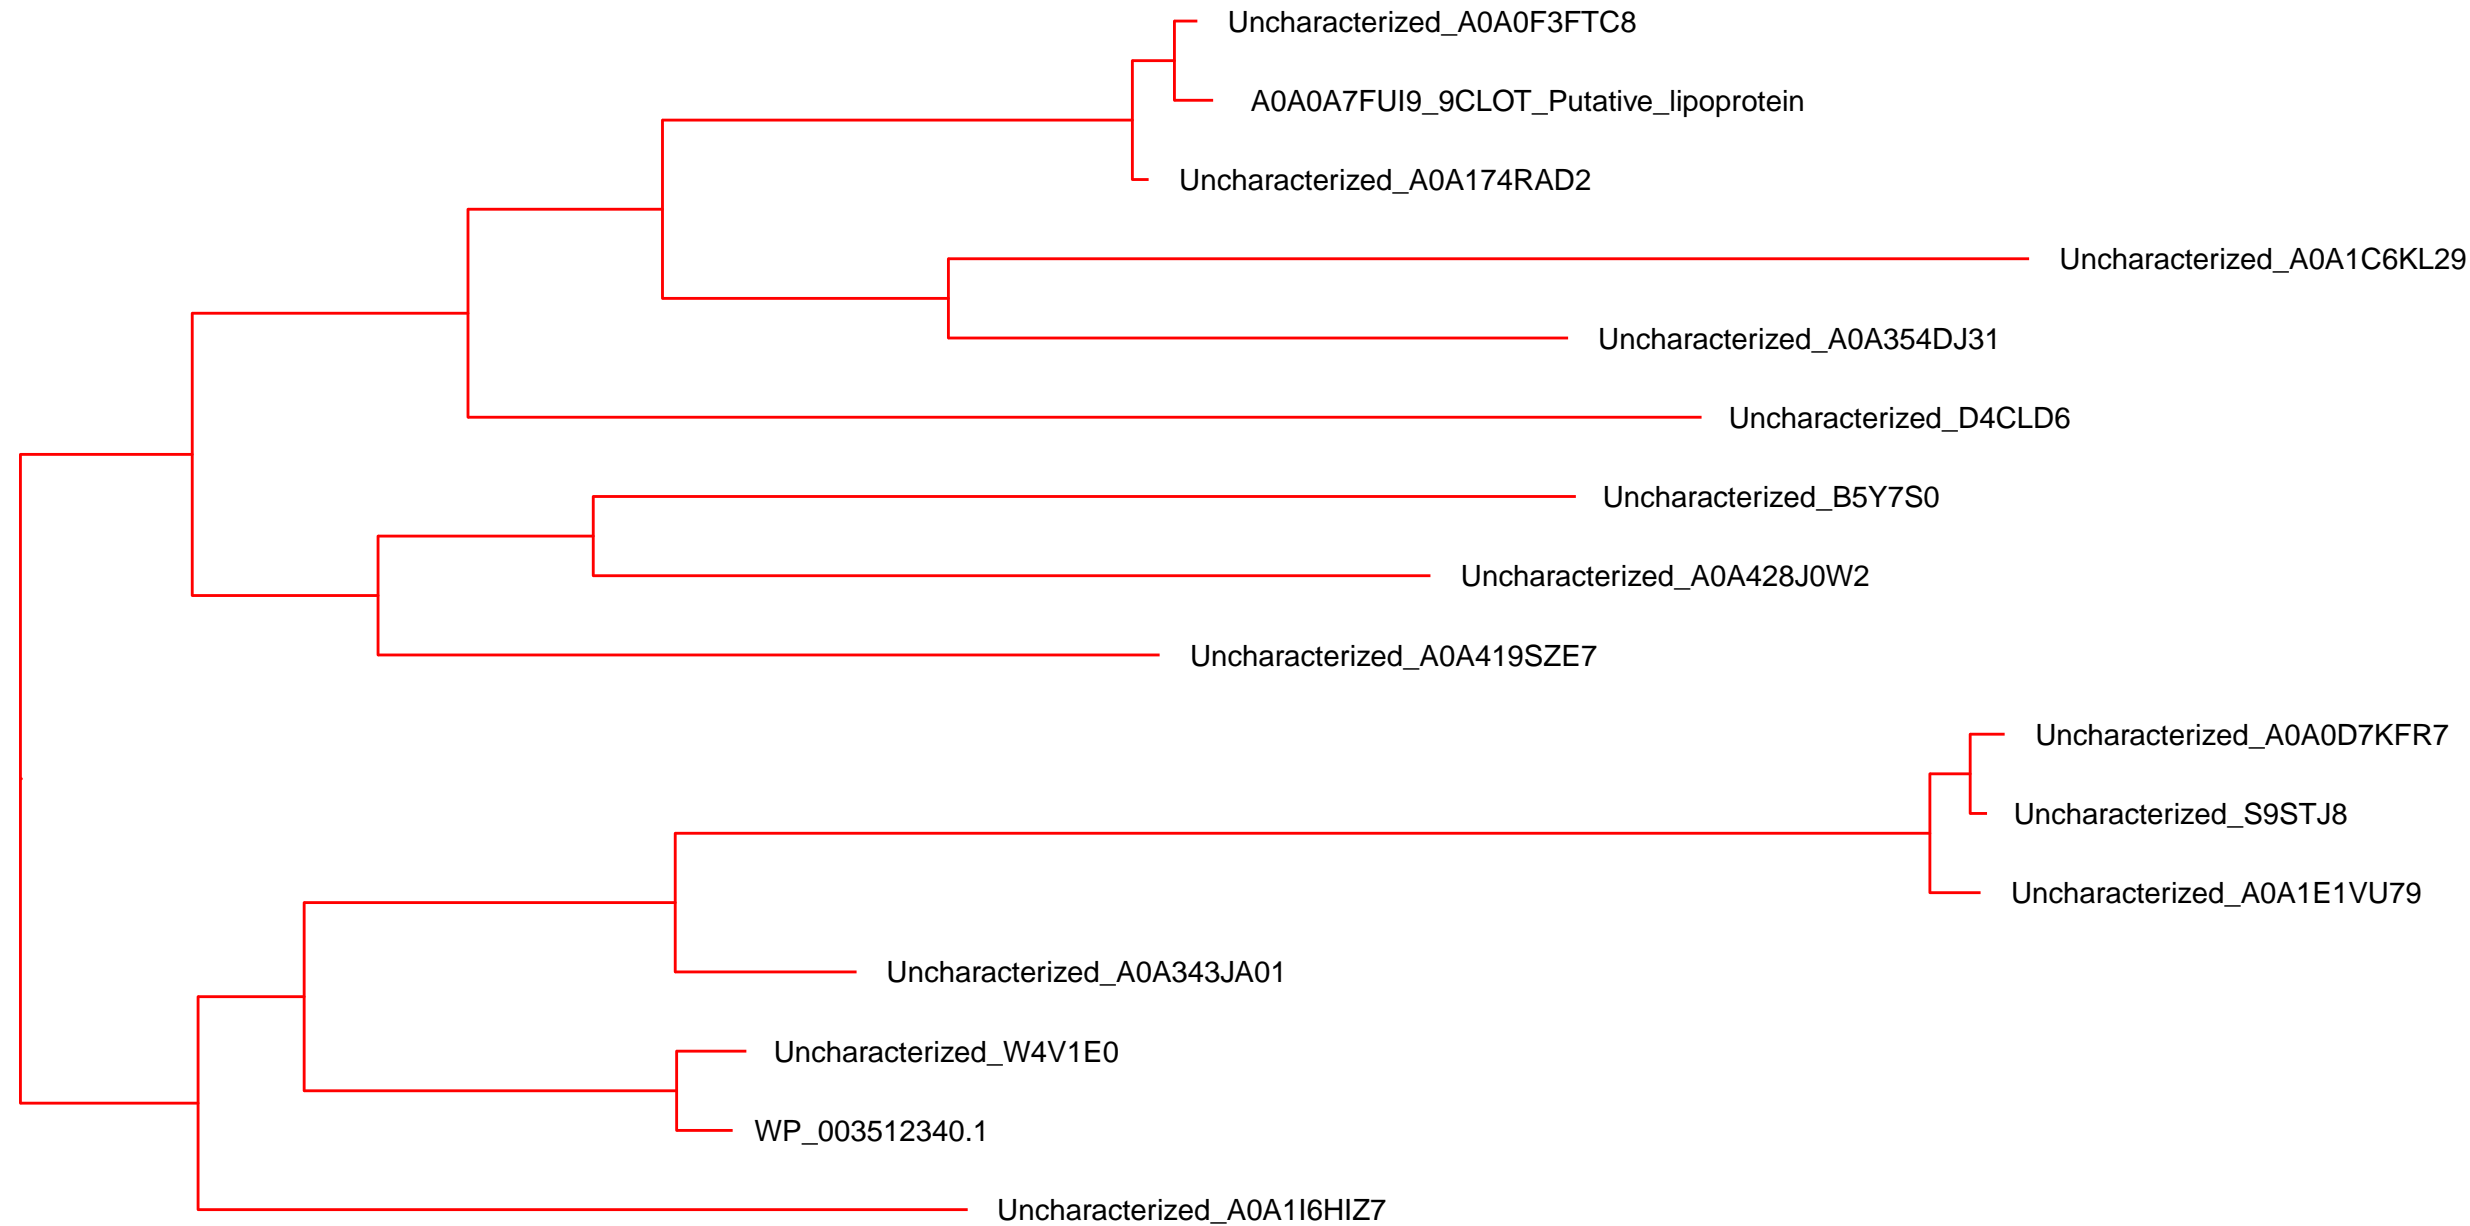 Uncharacterized_A0A0F3FTC8
A0A0A7FUI9_9CLOT_Putative_lipoprotein
Uncharacterized_A0A174RAD2
Uncharacterized_A0A1C6KL29
Uncharacterized_A0A354DJ31
Uncharacterized_D4CLD6
Uncharacterized_B5Y7S0
Uncharacterized_A0A428J0W2
Uncharacterized_A0A419SZE7
Uncharacterized_A0A0D7KFR7
Uncharacterized_S9STJ8
Uncharacterized_A0A1E1VU79
Uncharacterized_A0A343JA01
Uncharacterized_W4V1E0
WP_003512340.1
Uncharacterized_A0A1I6HIZ7